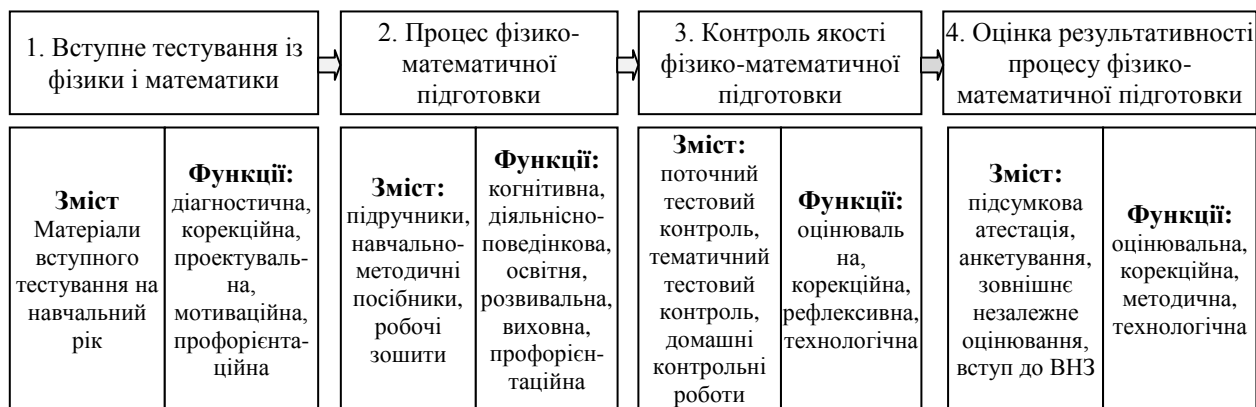 1. Вступне тестування із
фізики і математики
2. Процес фізико-
математичної
підготовки
3. Контроль якості
фізико-математичної
підготовки
4. Оцінка результативності
процесу фізико-
математичної підготовки
Зміст
Матеріали
вступного
тестування на
навчальний
рік
Функції:
діагностична,
корекційна,
проектуваль-
на,
мотиваційна,
профорієнта-
ційна
Зміст:
підручники,
навчально-
методичні
посібники,
робочі
зошити
Функції:
когнітивна,
діяльнісно-
поведінкова,
освітня,
розвивальна,
виховна,
профорієн-
таційна
Зміст:
поточний
тестовий
контроль,
тематичний
тестовий
контроль,
домашні
контрольні
роботи
Функції:
оцінюваль
на,
корекційна,
рефлексивна,
технологічна
Зміст:
підсумкова
атестація,
анкетування,
зовнішнє
незалежне
оцінювання,
вступ до ВНЗ
Функції:
оцінювальна,
корекційна,
методична,
технологічна